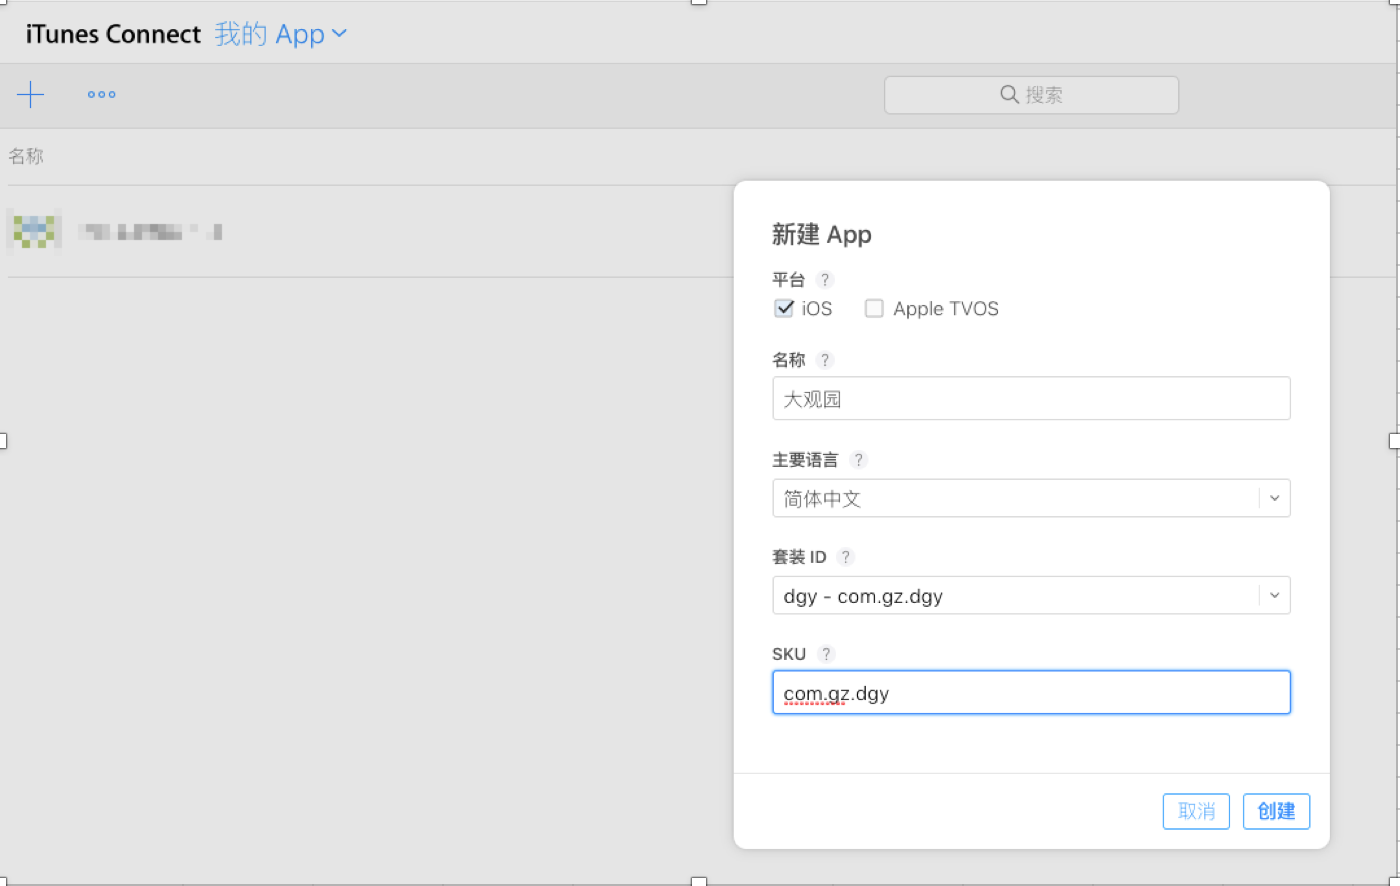 iTunes Connect 我的 App
搜索
名称
新建 App
平台 ?
iOS Apple TVOS
名称 ?
大观园
主要语言 ?
简体中文
套装 ID ?
dgy - com.gz.dgy
SKU ?
com.gz.dgy
取消 创建